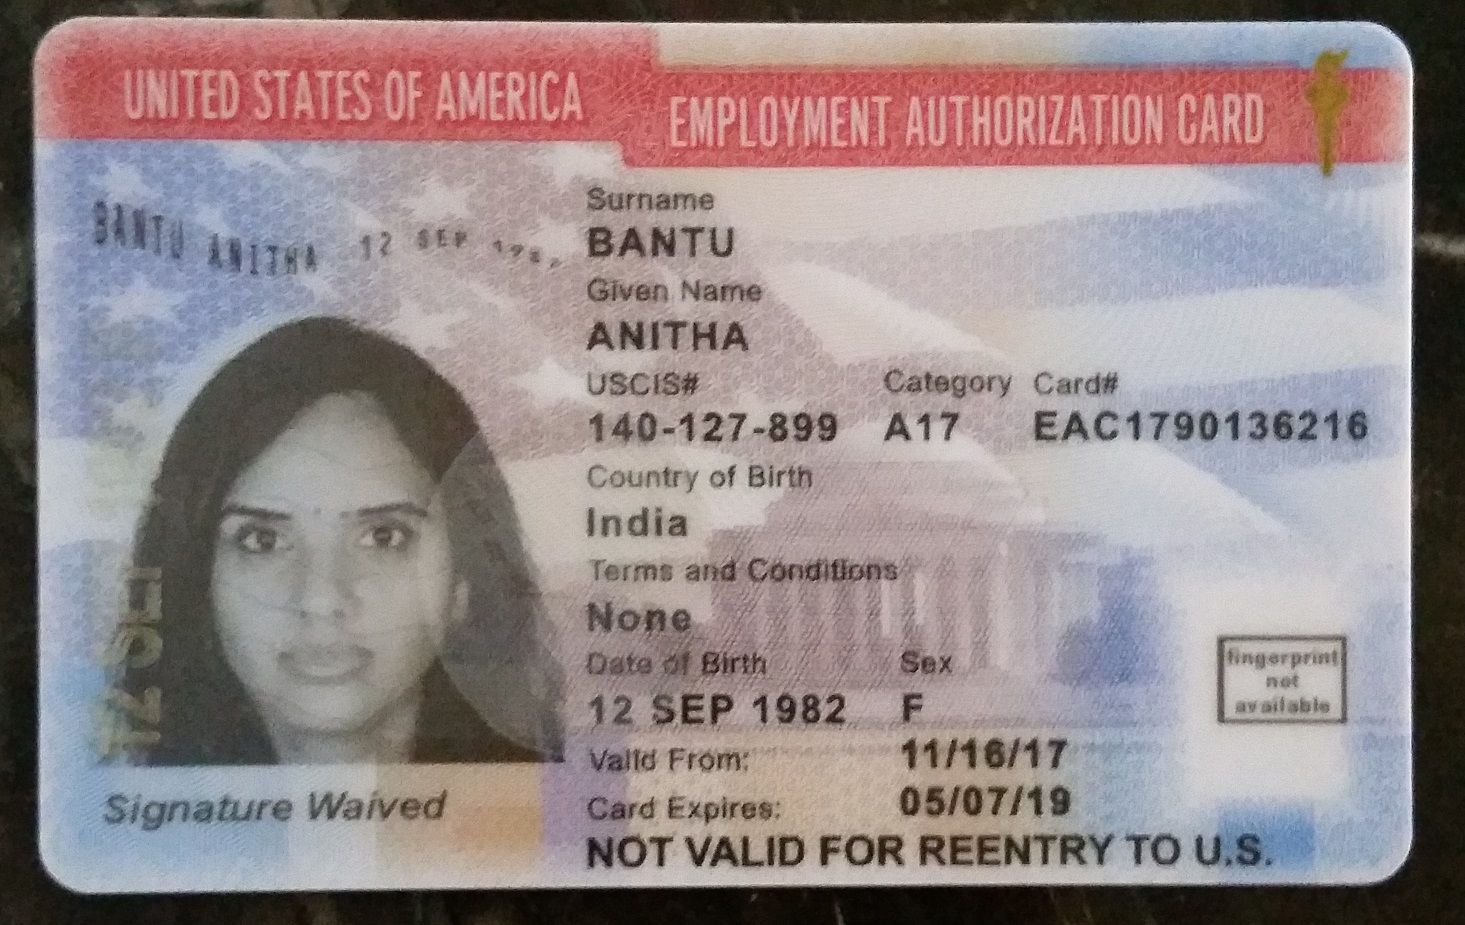 UNITED STATES OF AMERICA
EMPLOYMENT AUTHORIZATION CARD
BANTU ANITHA 12 SEP
Surname
BANTU
Given Name
ANITHA
USCIS# Category Card#
140-127-899 A17 EAC1790136216
Country of Birth
India
Terms and Conditions
None
Date of Birth Sex
12 SEP 1982 F
Valid From: 11/16/17
Card Expires: 05/07/19
NOT VALID FOR REENTRY TO U.S.
fingerprint
not
available
12 SEP
Signature Waived